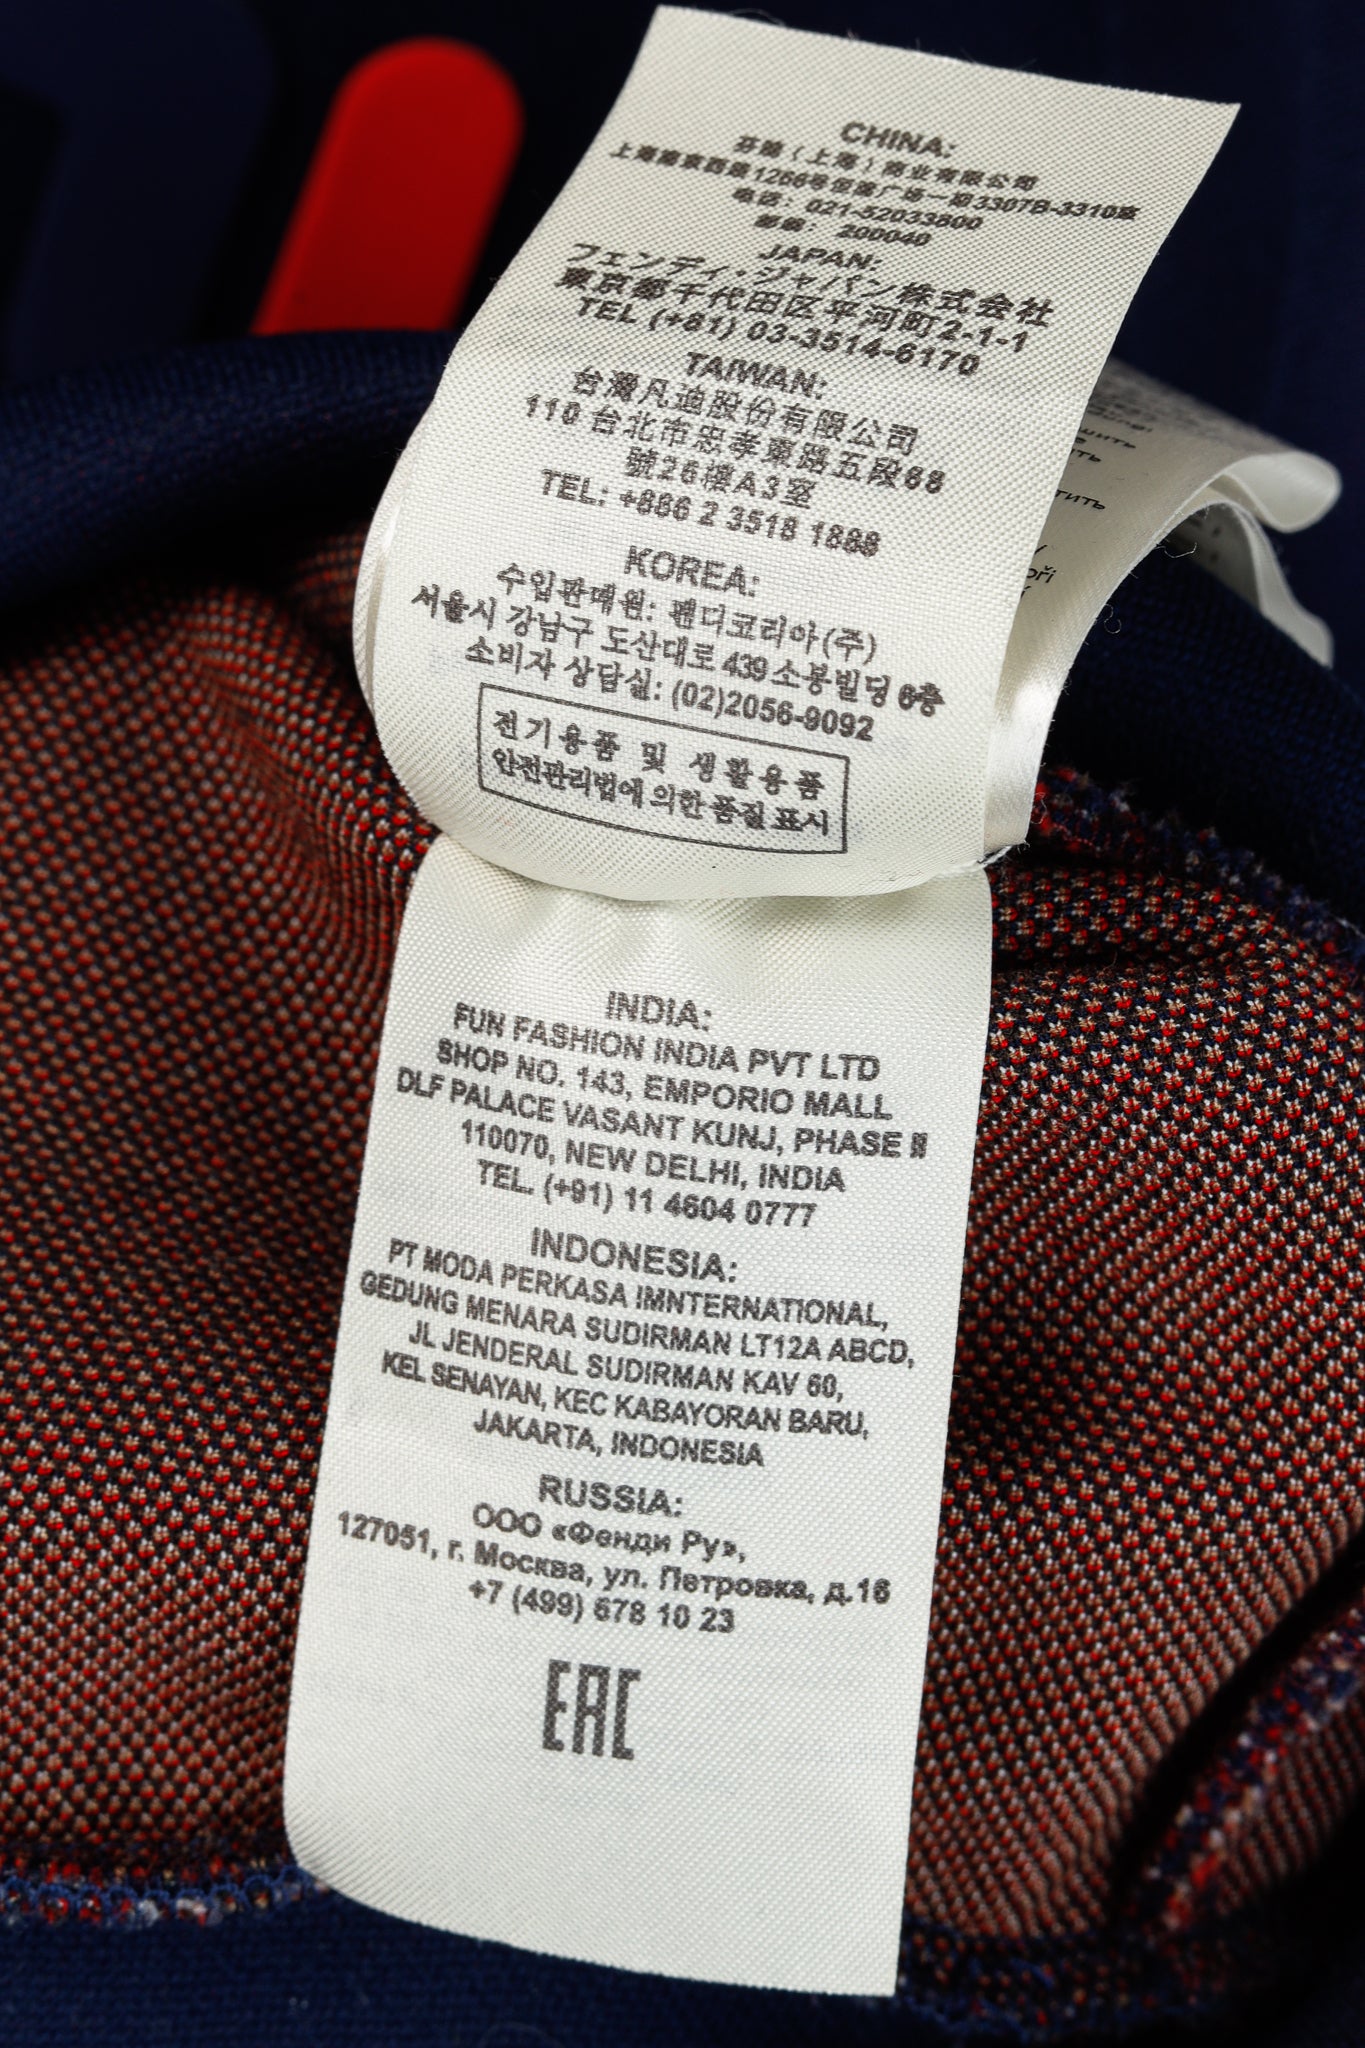 CHINA:
芬迪（上海）商业有限公司
上海南京西路1266号恒隆广场一期3307B-3310室
电话: 021-52033800
邮编: 200040
JAPAN:
フェンディ・ジャパン株式会社
東京都千代田区平河町2-1-1
TEL (+81) 03-3514-6170
TAIWAN:
台灣凡迪股份有限公司
110 台北市忠孝東路五段68
號26樓A3室
TEL: +886 2 3518 1888
KOREA:
수입판매원: 펜디코리아(주)
서울시 강남구 도산대로 439 소봉빌딩 6층
소비자 상담실: (02)2056-9092
전기용품 및 생활용품
안전관리법에 의한 품질표시
шить
ть
тить
oři
INDIA:
FUN FASHION INDIA PVT LTD
SHOP NO. 143, EMPORIO MALL
DLF PALACE VASANT KUNJ, PHASE II
110070, NEW DELHI, INDIA
TEL. (+91) 11 4604 0777
INDONESIA:
PT MODA PERKASA IMNTERNATIONAL,
GEDUNG MENARA SUDIRMAN LT12A ABCD,
JL JENDERAL SUDIRMAN KAV 60,
KEL SENAYAN, KEC KABAYORAN BARU,
JAKARTA, INDONESIA
RUSSIA:
ООО «Фенди Ру»,
127051, г. Москва, ул. Петровка, д.16
+7 (499) 678 10 23
EAC